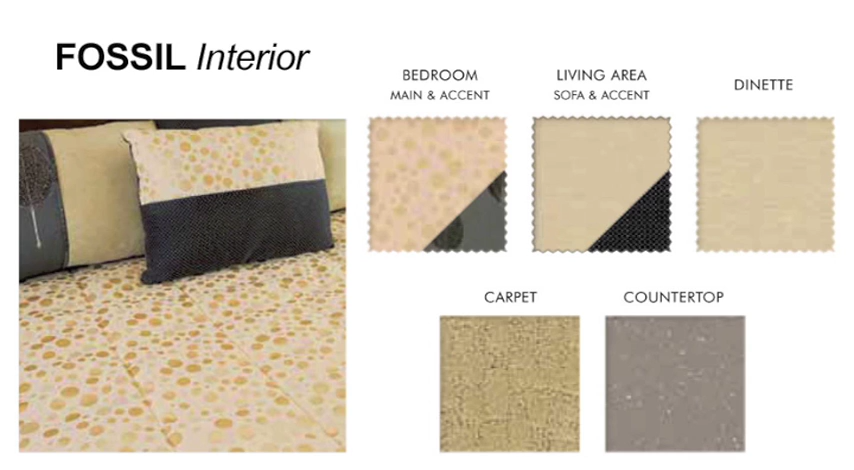 FOSSIL Interior
BEDROOM
MAIN & ACCENT
LIVING AREA
SOFA & ACCENT
DINETTE
CARPET
COUNTERTOP